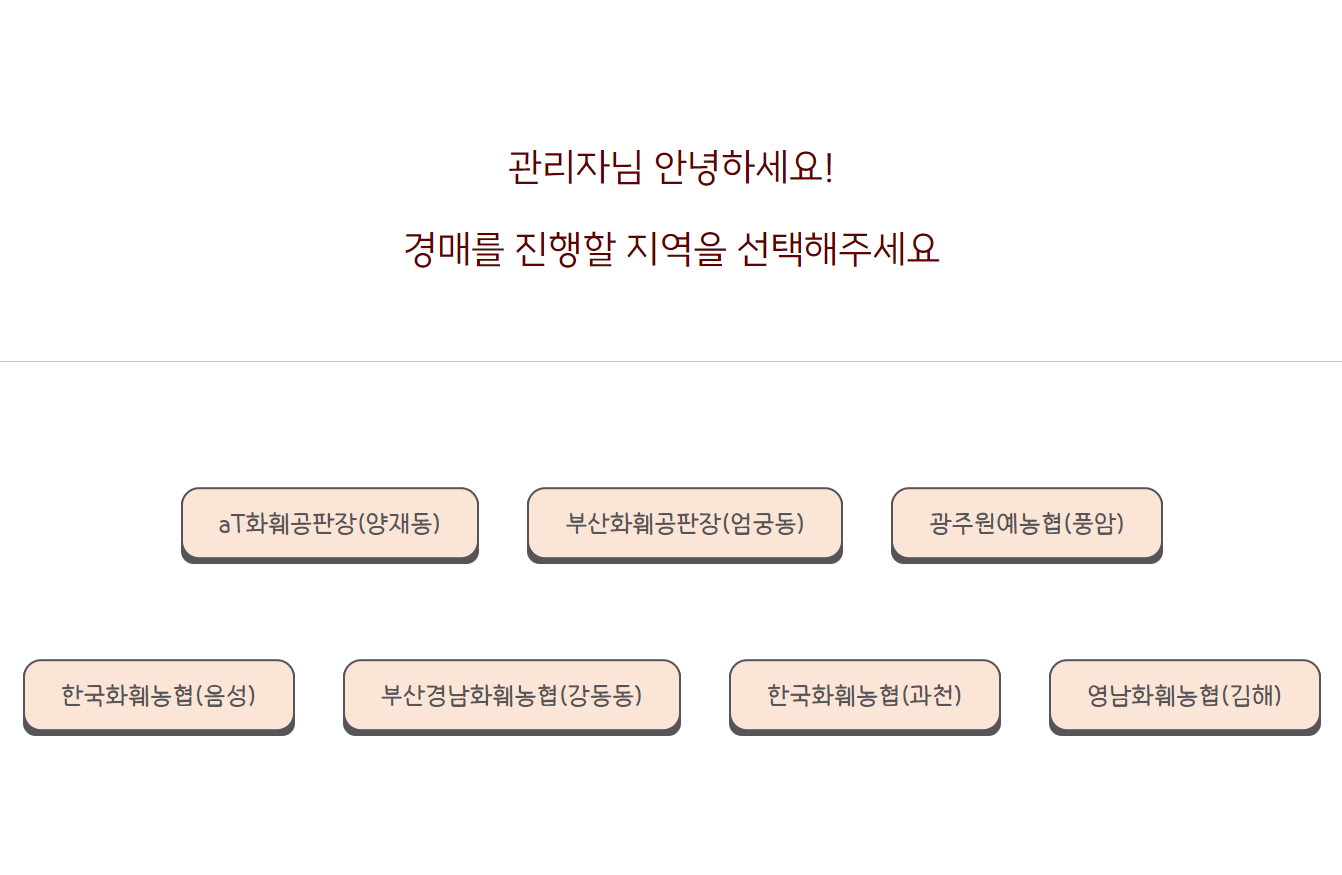 관리자님 안녕하세요!
경매를 진행할 지역을 선택해주세요
aT화훼공판장(양재동)
부산화훼공판장(엄궁동)
광주원예농협(풍암)
한국화훼농협(음성)
부산경남화훼농협(강동동)
한국화훼농협(과천)
영남화훼농협(김해)